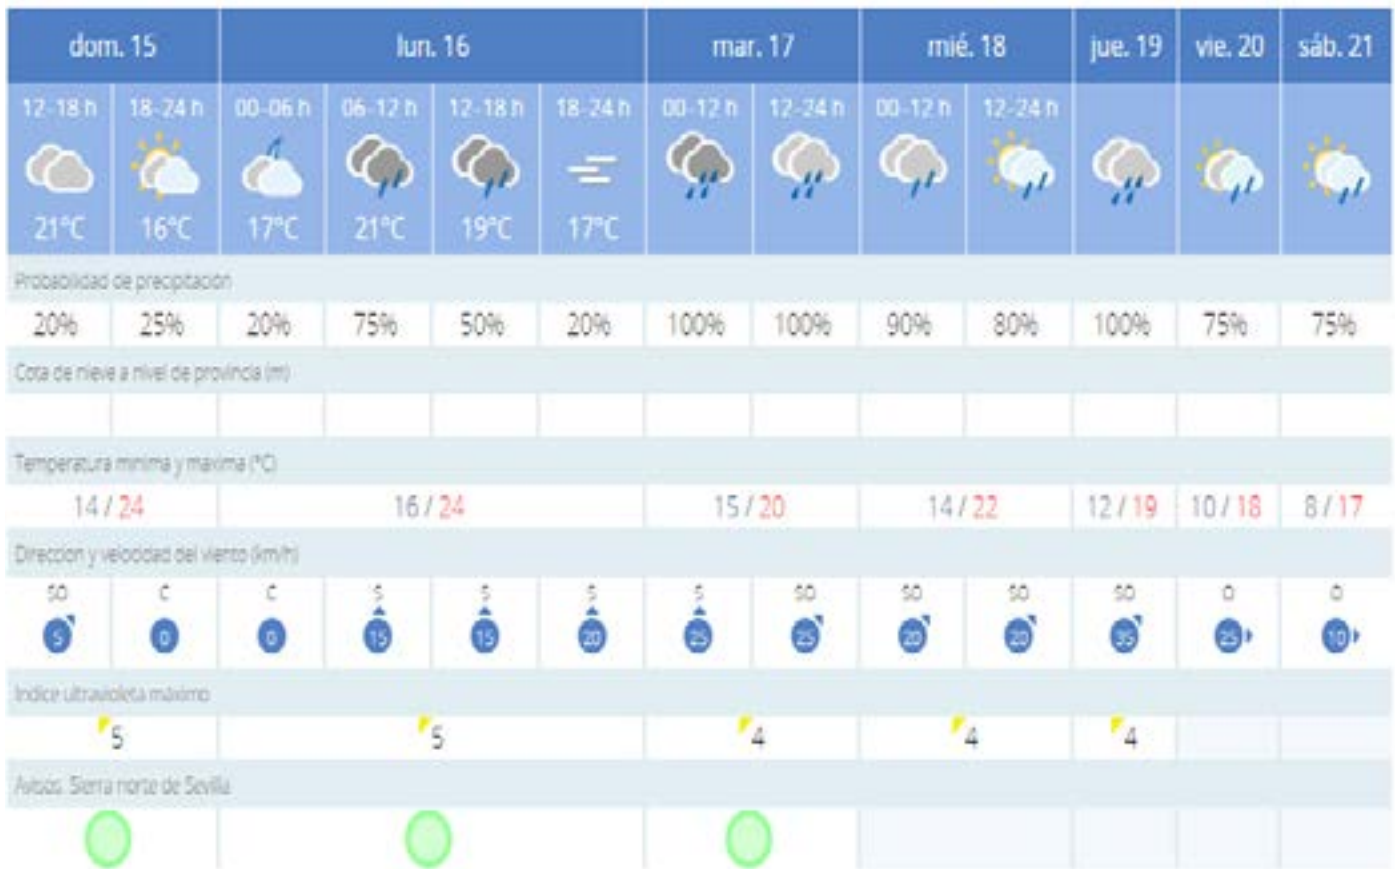 dom. 15 lun. 16 mar. 17 mié. 18 jue. 19 vie. 20 sáb. 21
12-18 h 18-24 h 00-06 h 06-12 h 12-18 h 18-24 h 00-12 h 12-24 h 00-12 h 12-24 h
21°C 16°C 17°C 21°C 19°C 17°C
Probabilidad de precipitación
20% 25% 20% 75% 50% 20% 100% 100% 90% 80% 100% 75% 75%
Cota de nieve a nivel de provincia (m)
Temperatura mínima y máxima (°C)
14 / 24 16 / 24 15 / 20 14 / 22 12 / 19 10 / 18 8 / 17
Dirección y velocidad del viento (km/h)
SO C C S S S S SO SO SO SO O O
5 0 0 15 15 20 25 25 20 20 35 25 10
Indice ultravioleta máximo
5 5 4 4 4
Avisos. Sierra norte de Sevilla